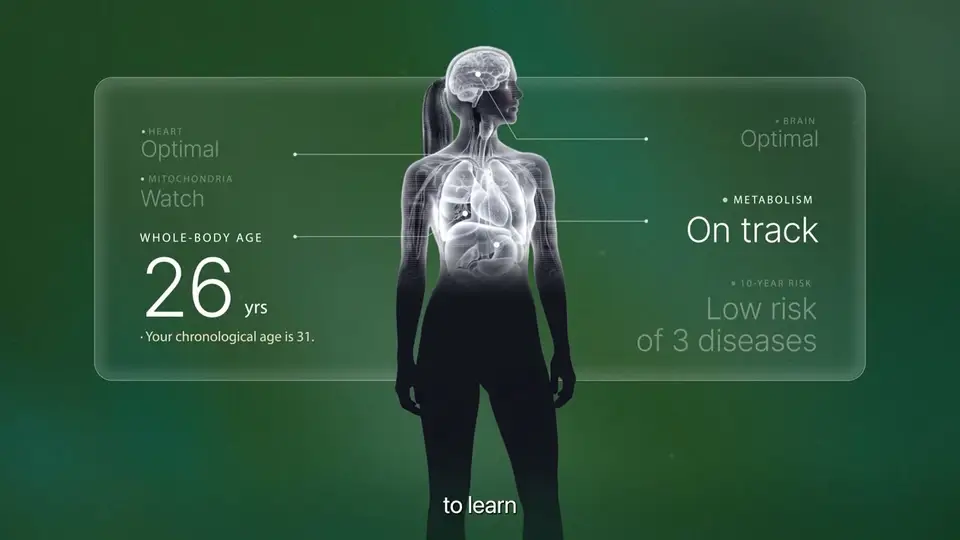 • HEART
Optimal
• MITOCHONDRIA
Watch
WHOLE-BODY AGE
26 yrs
· Your chronological age is 31.
• BRAIN
Optimal
• METABOLISM
On track
• 10-YEAR RISK
Low risk
of 3 diseases
to learn